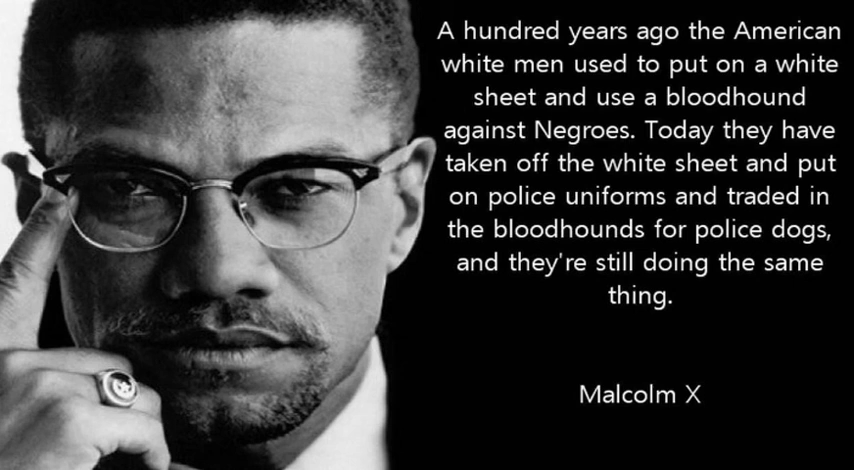 A hundred years ago the American
white men used to put on a white
sheet and use a bloodhound
against Negroes. Today they have
taken off the white sheet and put
on police uniforms and traded in
the bloodhounds for police dogs,
and they're still doing the same
thing.
Malcolm X